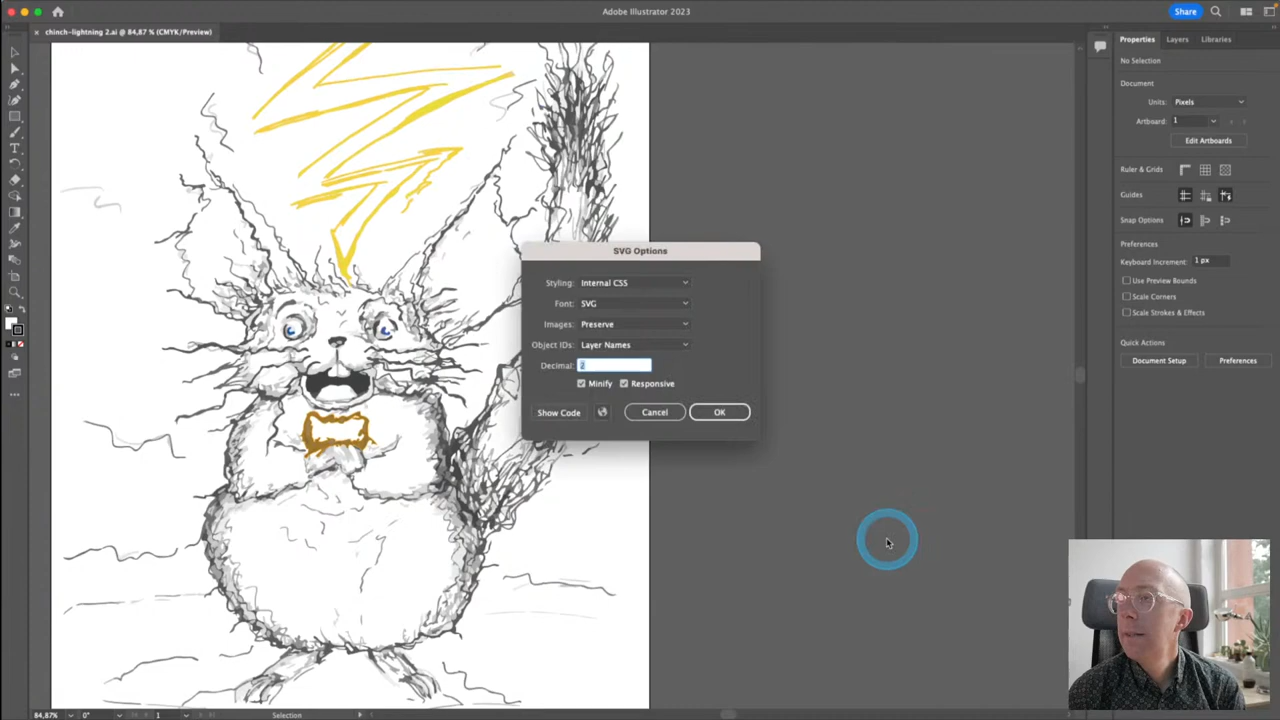 Adobe Illustrator 2023
Share
× chinch-lightning 2.ai @ 84,87 % (CMYK/Preview)
Properties Layers Libraries
No Selection
Document
Units: Pixels
Artboard: 1
Edit Artboards
Ruler & Grids
Guides
Snap Options
Preferences
Keyboard Increment: 1 px
Use Preview Bounds
Scale Corners
Scale Strokes & Effects
Quick Actions
Document Setup Preferences
SVG Options
Styling: Internal CSS
Font: SVG
Images: Preserve
Object IDs: Layer Names
Decimal: 2
Minify Responsive
Show Code Cancel OK
84,87% 0° 1 Selection